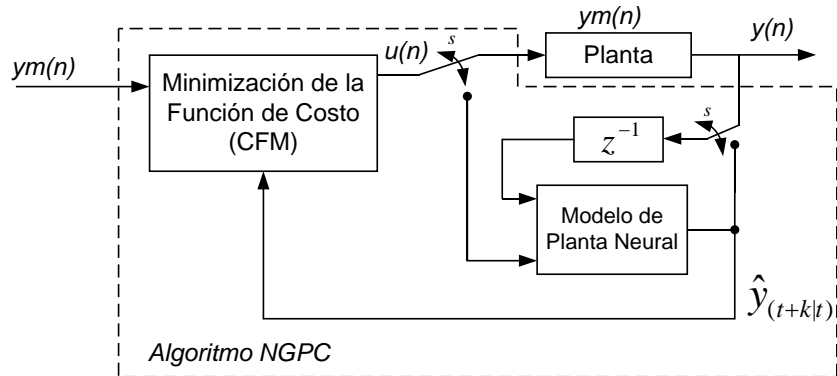 ym(n)
y(n)
ym(n)
u(n)
s
Planta
Minimización de la
Función de Costo
(CFM)
s
z⁻¹
Modelo de
Planta Neural
ŷ(t+k|t)
Algoritmo NGPC